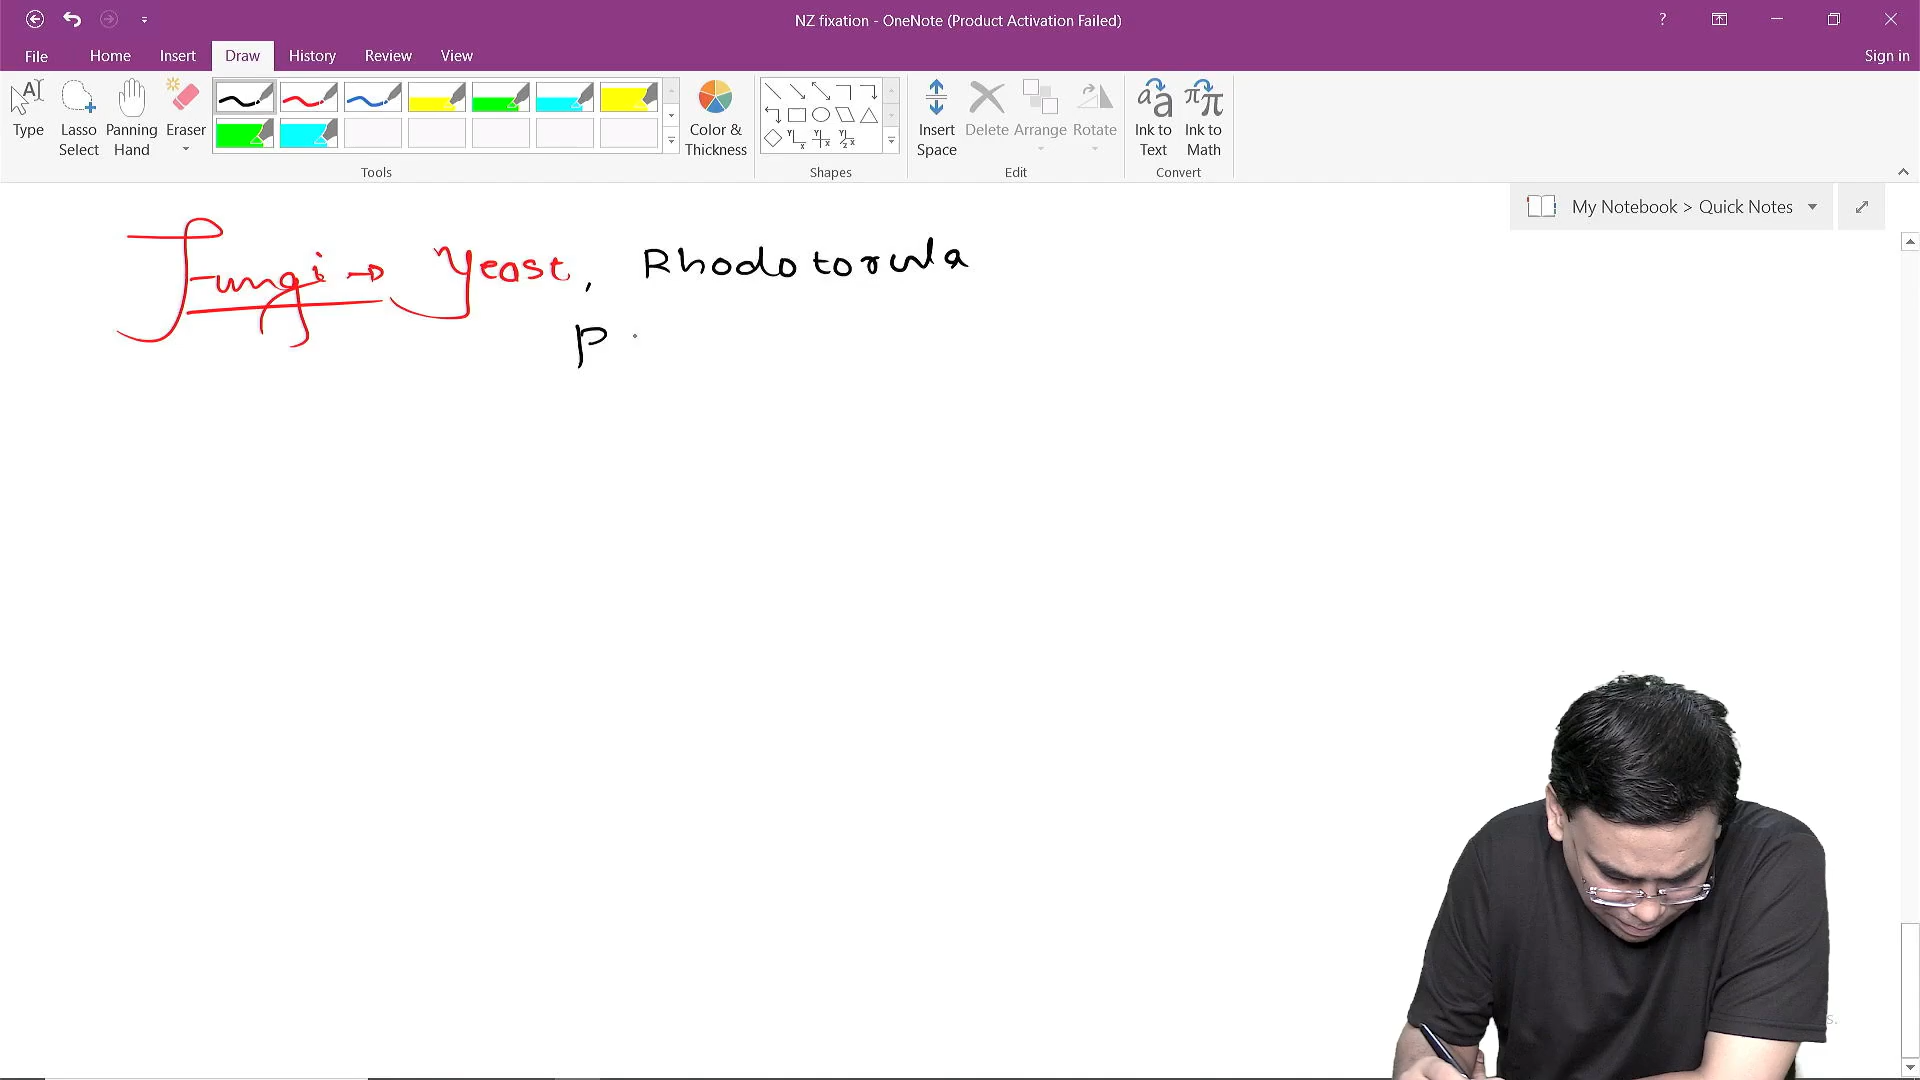 NZ fixation - OneNote (Product Activation Failed)
File Home Insert Draw History Review View Sign in
Type Lasso Select Panning Hand Eraser Color & Thickness Insert Space Delete Arrange Rotate Ink to Text Ink to Math
Tools Shapes Edit Convert
My Notebook > Quick Notes
Fungi → Yeast, Rhodotorula
P